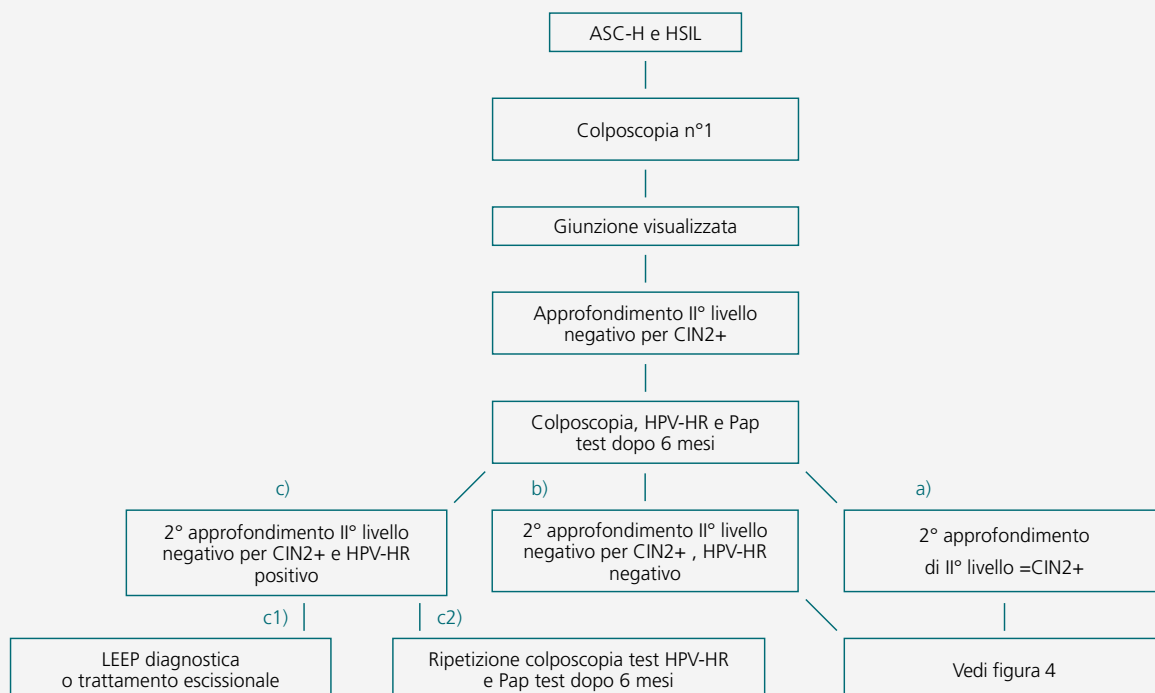 ASC-H e HSIL
Colposcopia n°1
Giunzione visualizzata
Approfondimento II° livello
negativo per CIN2+
Colposcopia, HPV-HR e Pap
test dopo 6 mesi
c)
b)
a)
2° approfondimento II° livello
negativo per CIN2+ e HPV-HR
positivo
2° approfondimento II° livello
negativo per CIN2+ , HPV-HR
negativo
2° approfondimento
di II° livello =CIN2+
c1)
c2)
LEEP diagnostica
o trattamento escissionale
Ripetizione colposcopia test HPV-HR
e Pap test dopo 6 mesi
Vedi figura 4